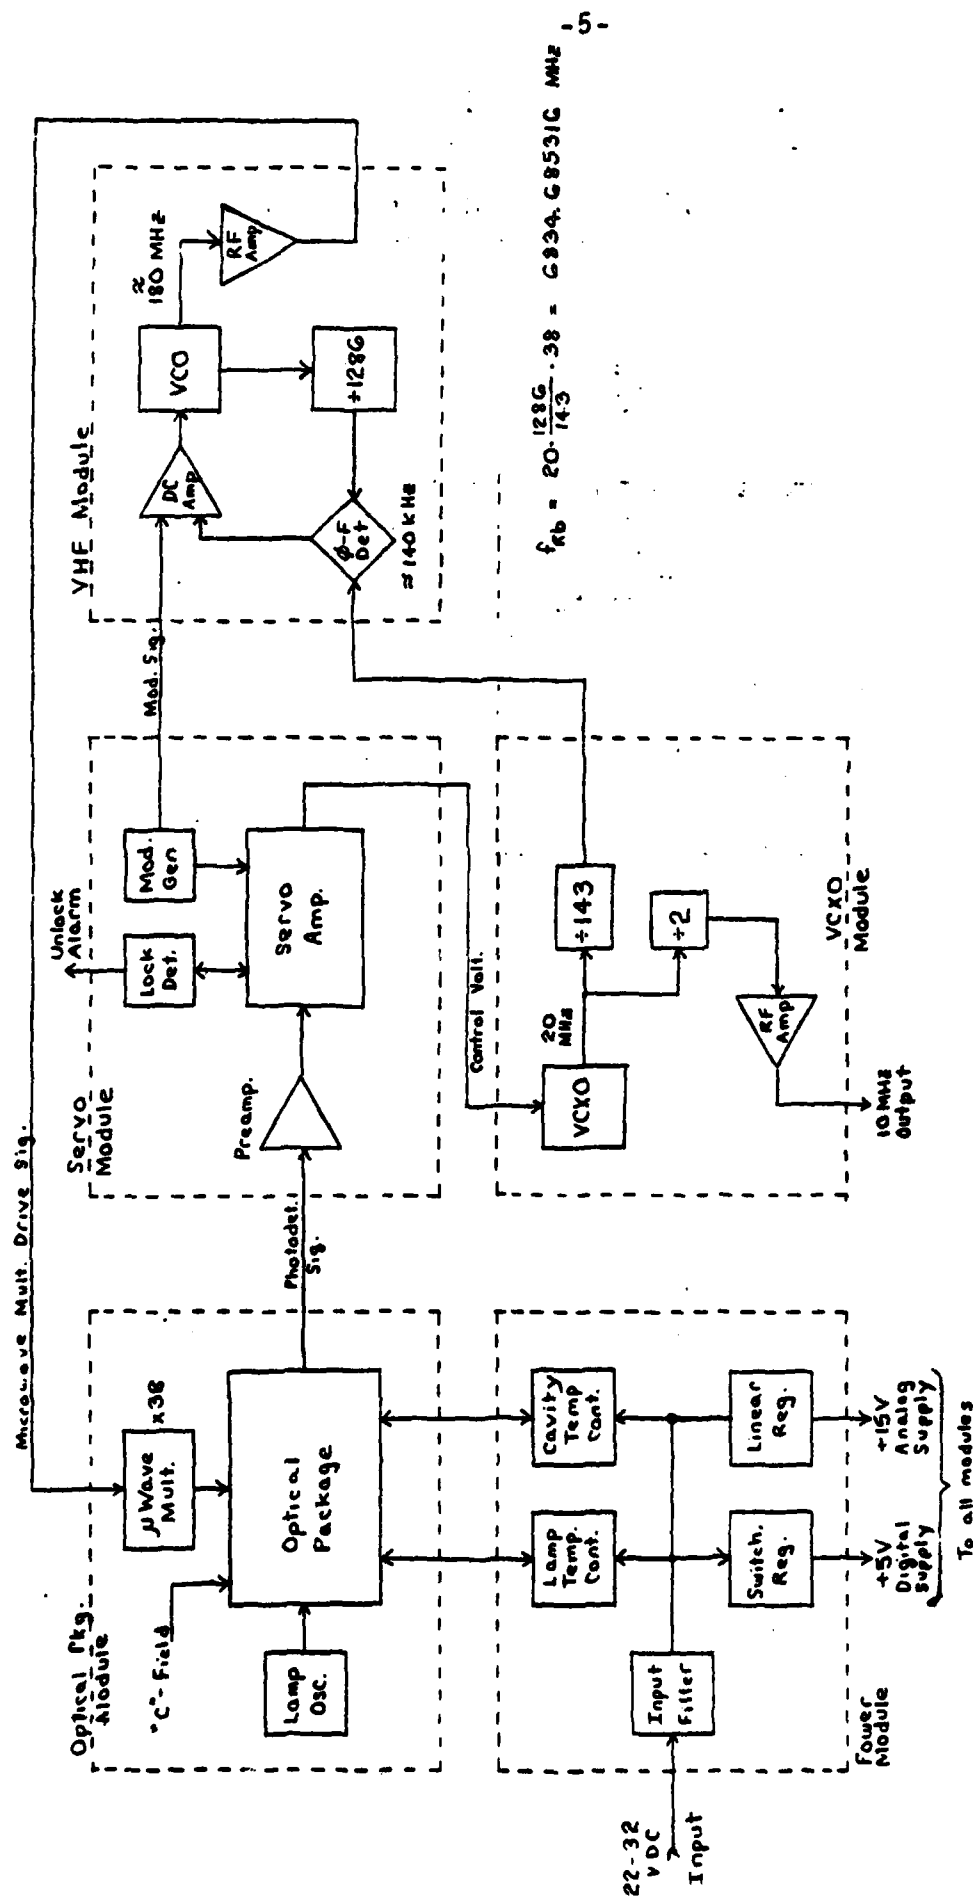 -5-
Microwave Mult. Drive Sig.
Optical Pkg.
Module
"C"-Field
μWave
Mult.
x38
Lamp
Osc.
Optical
Package
Photodet.
Sig.
Servo
Module
Preamp.
Unlock
Alarm
Lock
Det.
Mod.
Gen
Servo
Amp.
Mod. Sig.
Control Volt.
VHF Module
DC
Amp
VCO
≈
180 MHz
RF
Amp
÷1286
φ-F
Det
≈140 kHz
22-32
VDC
Input
Input
Filter
Lamp
Temp.
Cont.
Cavity
Temp
Cont.
Switch.
Reg.
Linear
Reg.
Power
Module
+5V
Digital
Supply
+15V
Analog
Supply
To all modules
VCXO
20
MHz
÷143
÷2
RF
Amp
10 MHz
Output
VCXO
Module
fRb = 20·1286/143·38 = 6834.685316 MHz